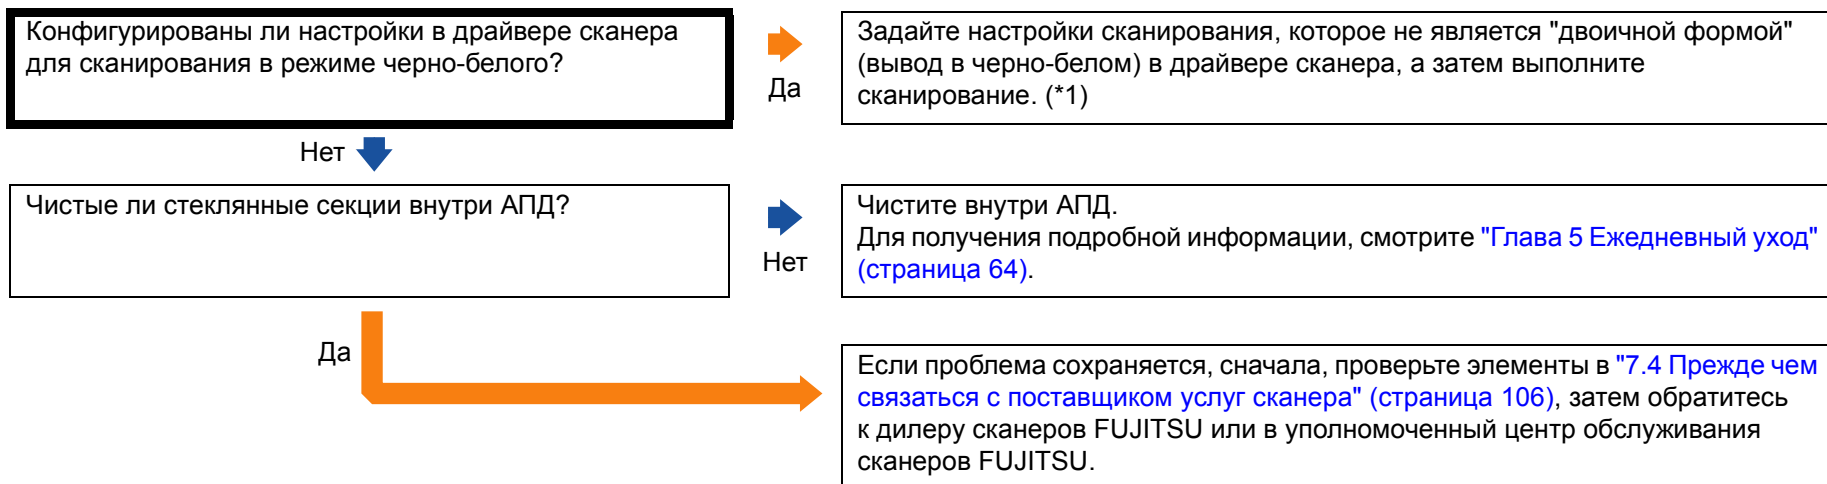 Конфигурированы ли настройки в драйвере сканера
для сканирования в режиме черно-белого?
Да
Задайте настройки сканирования, которое не является "двоичной формой"
(вывод в черно-белом) в драйвере сканера, а затем выполните
сканирование. (*1)
Нет
Чистые ли стеклянные секции внутри АПД?
Нет
Чистите внутри АПД.
Для получения подробной информации, смотрите "Глава 5 Ежедневный уход"
(страница 64).
Да
Если проблема сохраняется, сначала, проверьте элементы в "7.4 Прежде чем
связаться с поставщиком услуг сканера" (страница 106), затем обратитесь
к дилеру сканеров FUJITSU или в уполномоченный центр обслуживания
сканеров FUJITSU.